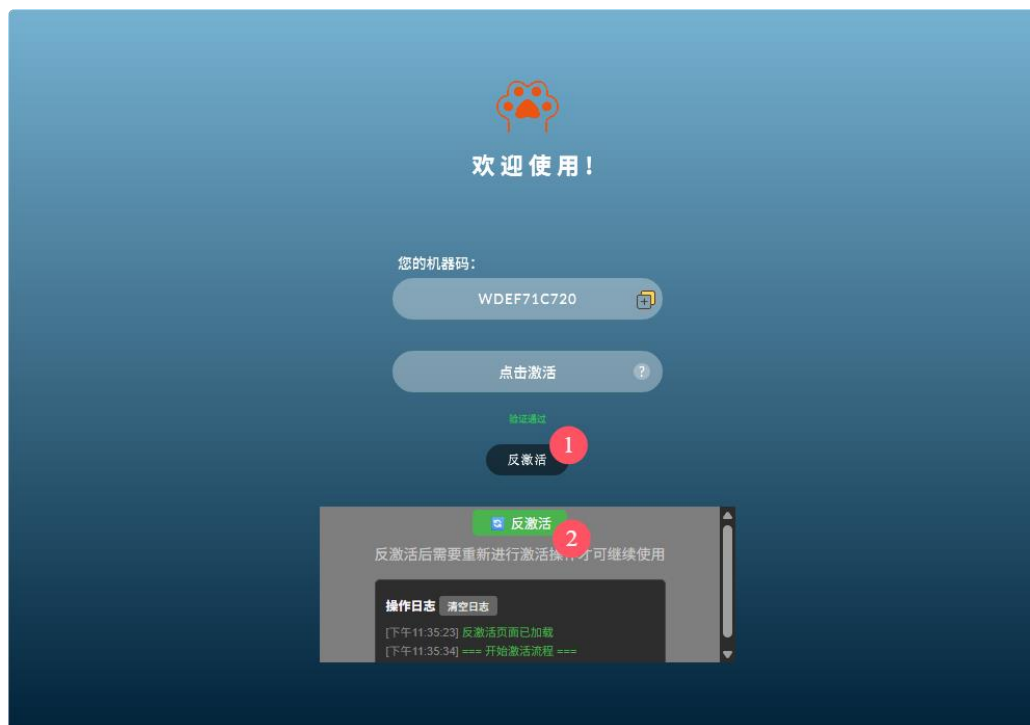 欢迎使用！
您的机器码：
WDEF71C720
点击激活
?
验证通过
反激活
1
反激活
2
反激活后需要重新进行激活操作才可继续使用
操作日志 清空日志
[下午11:35:23] 反激活页面已加载
[下午11:35:34] === 开始激活流程 ===